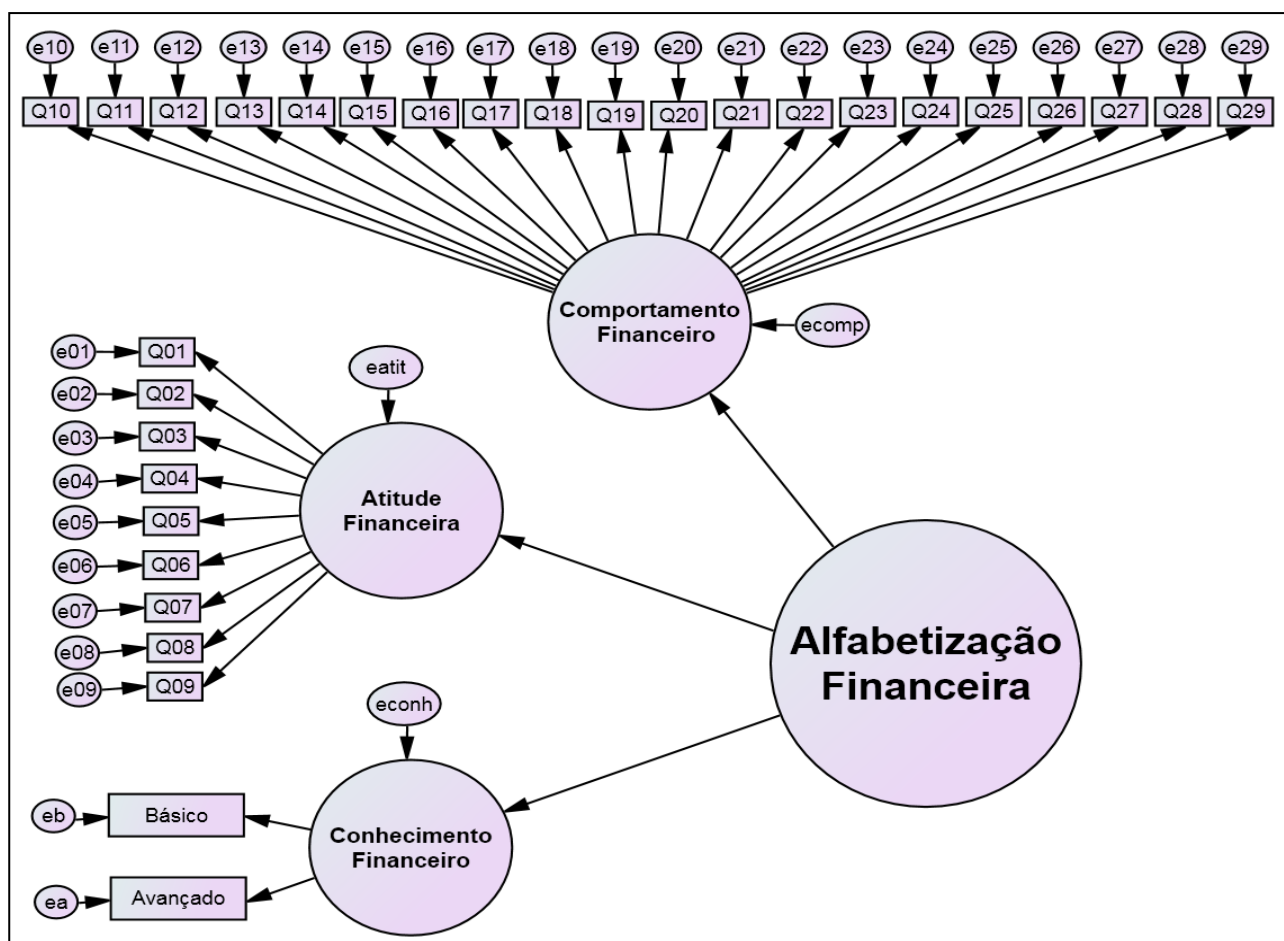 e10 e11 e12 e13 e14 e15 e16 e17 e18 e19 e20 e21 e22 e23 e24 e25 e26 e27 e28 e29
Q10 Q11 Q12 Q13 Q14 Q15 Q16 Q17 Q18 Q19 Q20 Q21 Q22 Q23 Q24 Q25 Q26 Q27 Q28 Q29
Comportamento
Financeiro
ecomp
e01 Q01
e02 Q02
e03 Q03
e04 Q04
e05 Q05
e06 Q06
e07 Q07
e08 Q08
e09 Q09
eatit
Atitude
Financeira
Alfabetização
Financeira
econh
Conhecimento
Financeiro
eb Básico
ea Avançado